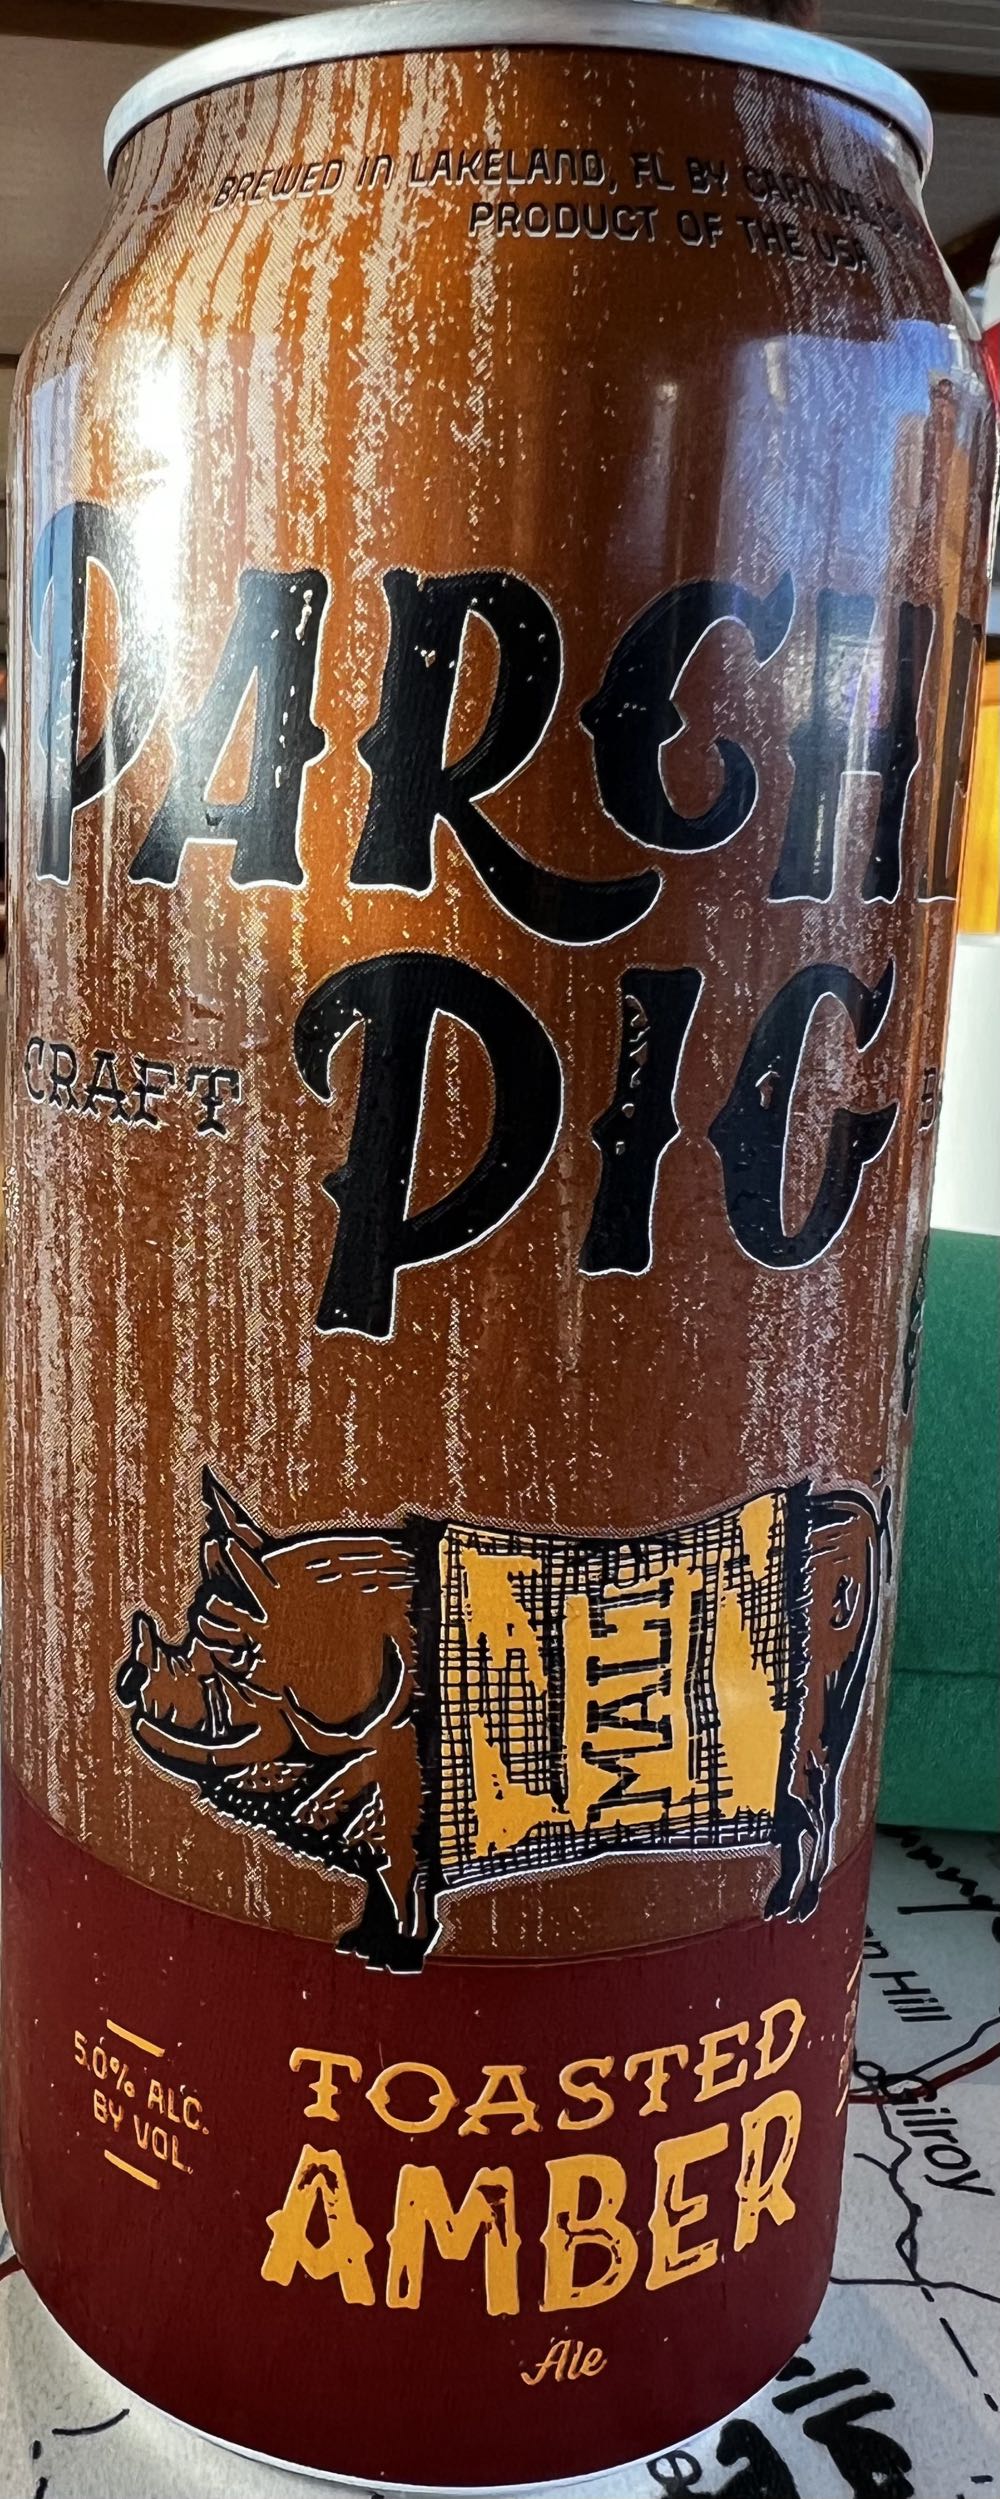 BREWED IN LAKELAND, FL BY
PRODUCT OF THE USA
PARCH
PIG
CRAFT
MALT
5.0% ALC.
BY VOL.
TOASTED
AMBER
Ale
Hill
Gilroy